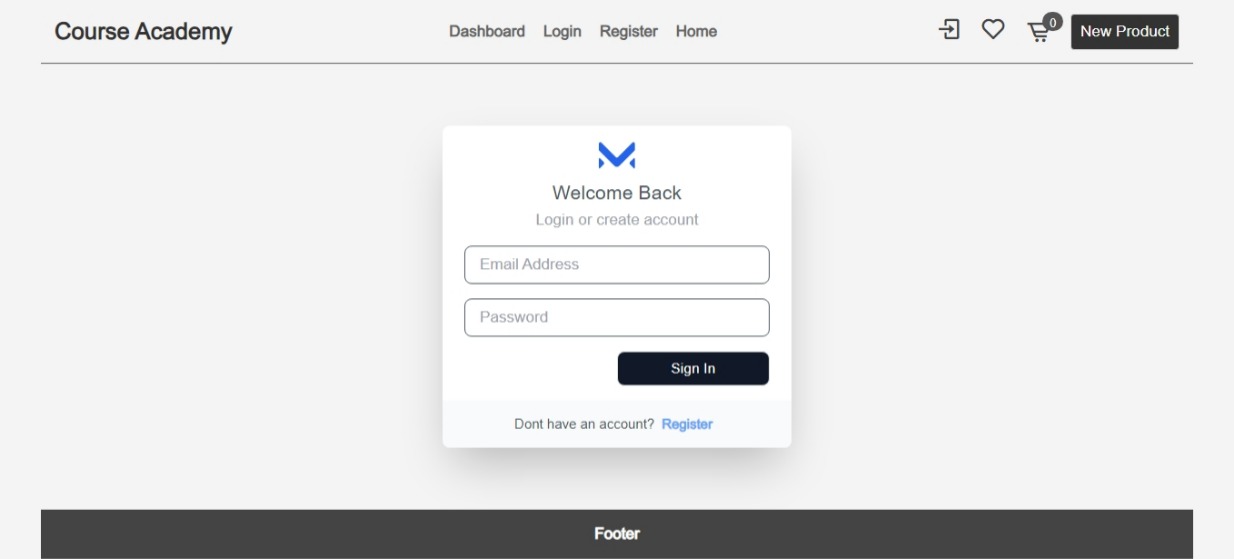 Course Academy
Dashboard Login Register Home
0
New Product
Welcome Back
Login or create account
Email Address
Password
Sign In
Dont have an account? Register
Footer